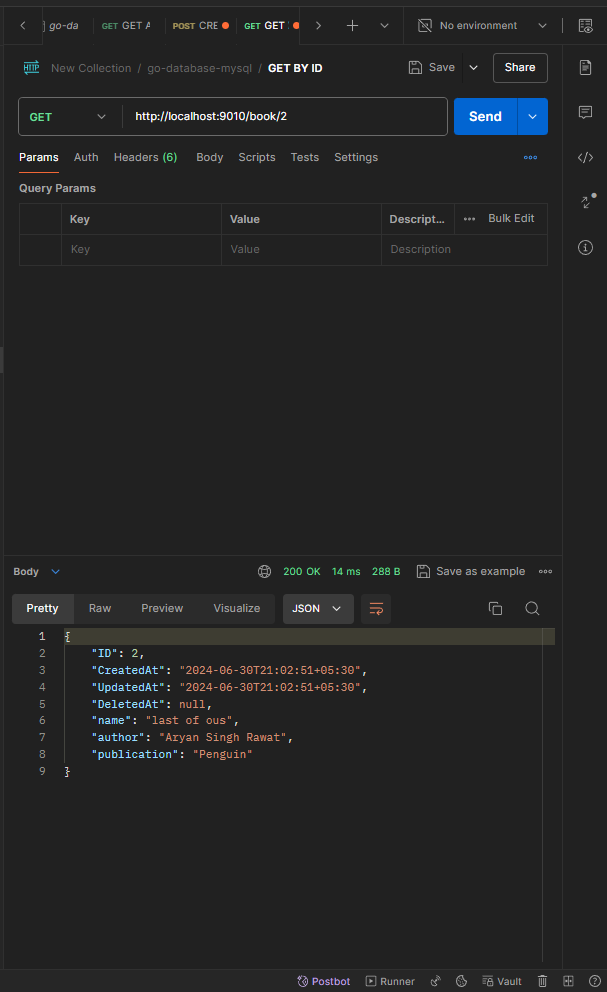 go-da GET GET A POST CRE GET GET No environment
New Collection / go-database-mysql / GET BY ID Save Share
GET http://localhost:9010/book/2 Send
Params Auth Headers (6) Body Scripts Tests Settings
Query Params
Key Value Descript... Bulk Edit
Key Value Description
Body 200 OK 14 ms 288 B Save as example
Pretty Raw Preview Visualize JSON
1 {
2 "ID": 2,
3 "CreatedAt": "2024-06-30T21:02:51+05:30",
4 "UpdatedAt": "2024-06-30T21:02:51+05:30",
5 "DeletedAt": null,
6 "name": "last of ous",
7 "author": "Aryan Singh Rawat",
8 "publication": "Penguin"
9 }
Postbot Runner Vault